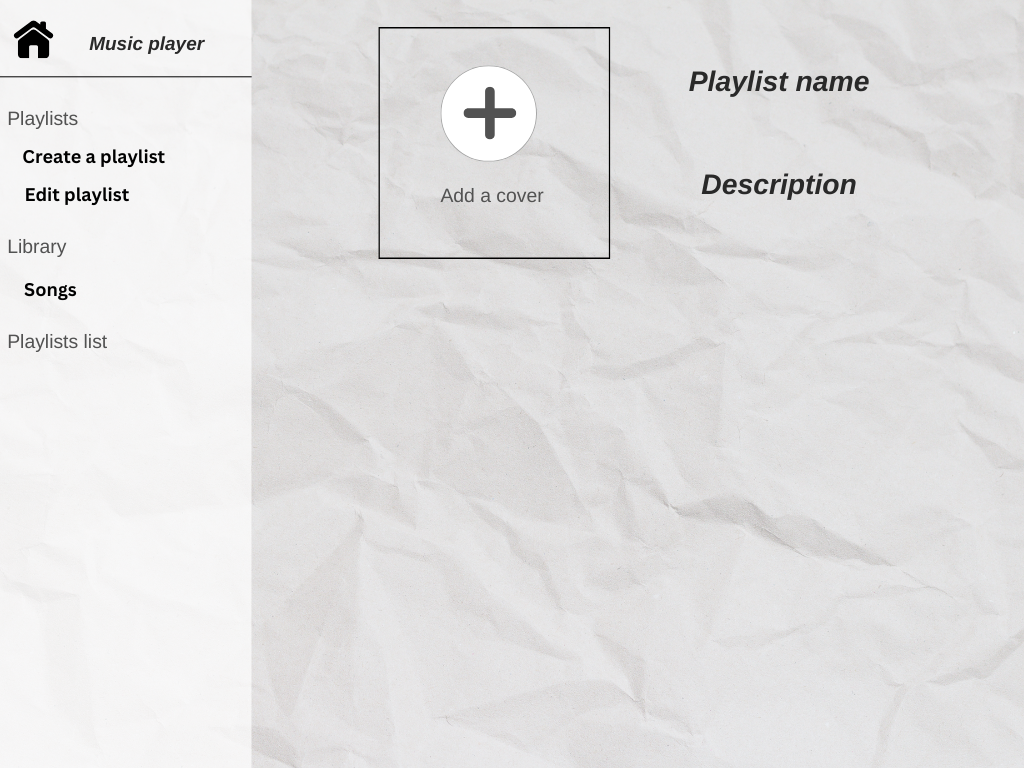 Music player
Playlists
Create a playlist
Edit playlist
Library
Songs
Playlists list
Add a cover
Playlist name
Description